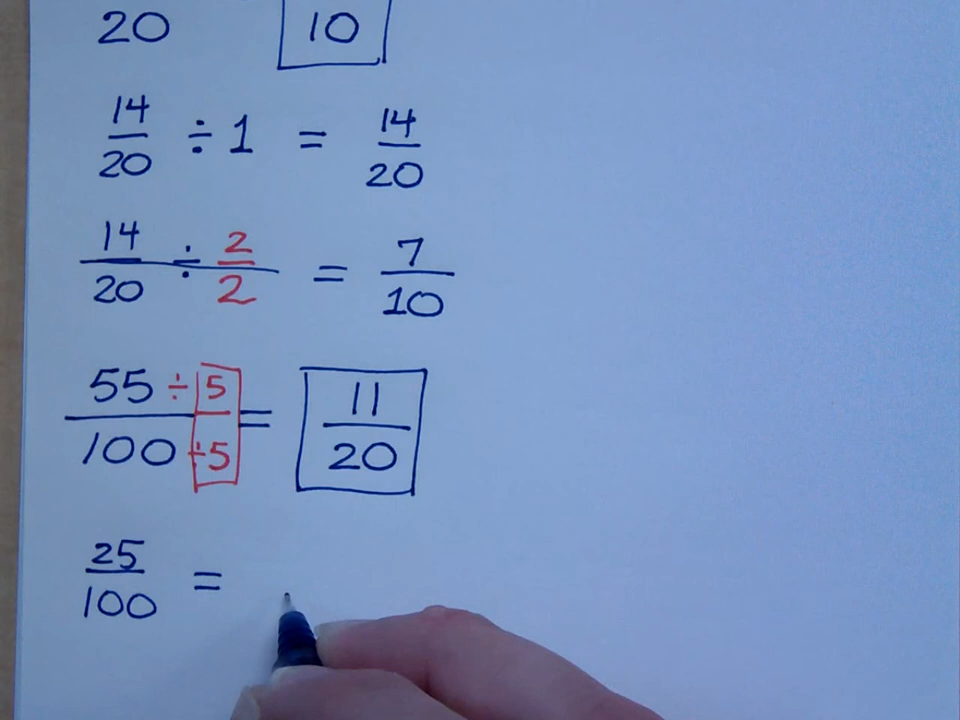 20 10
14/20 ÷ 1 = 14/20
14/20 ÷ 2/2 = 7/10
55 ÷ 5 / 100 ÷ 5 = 11/20
25/100 =